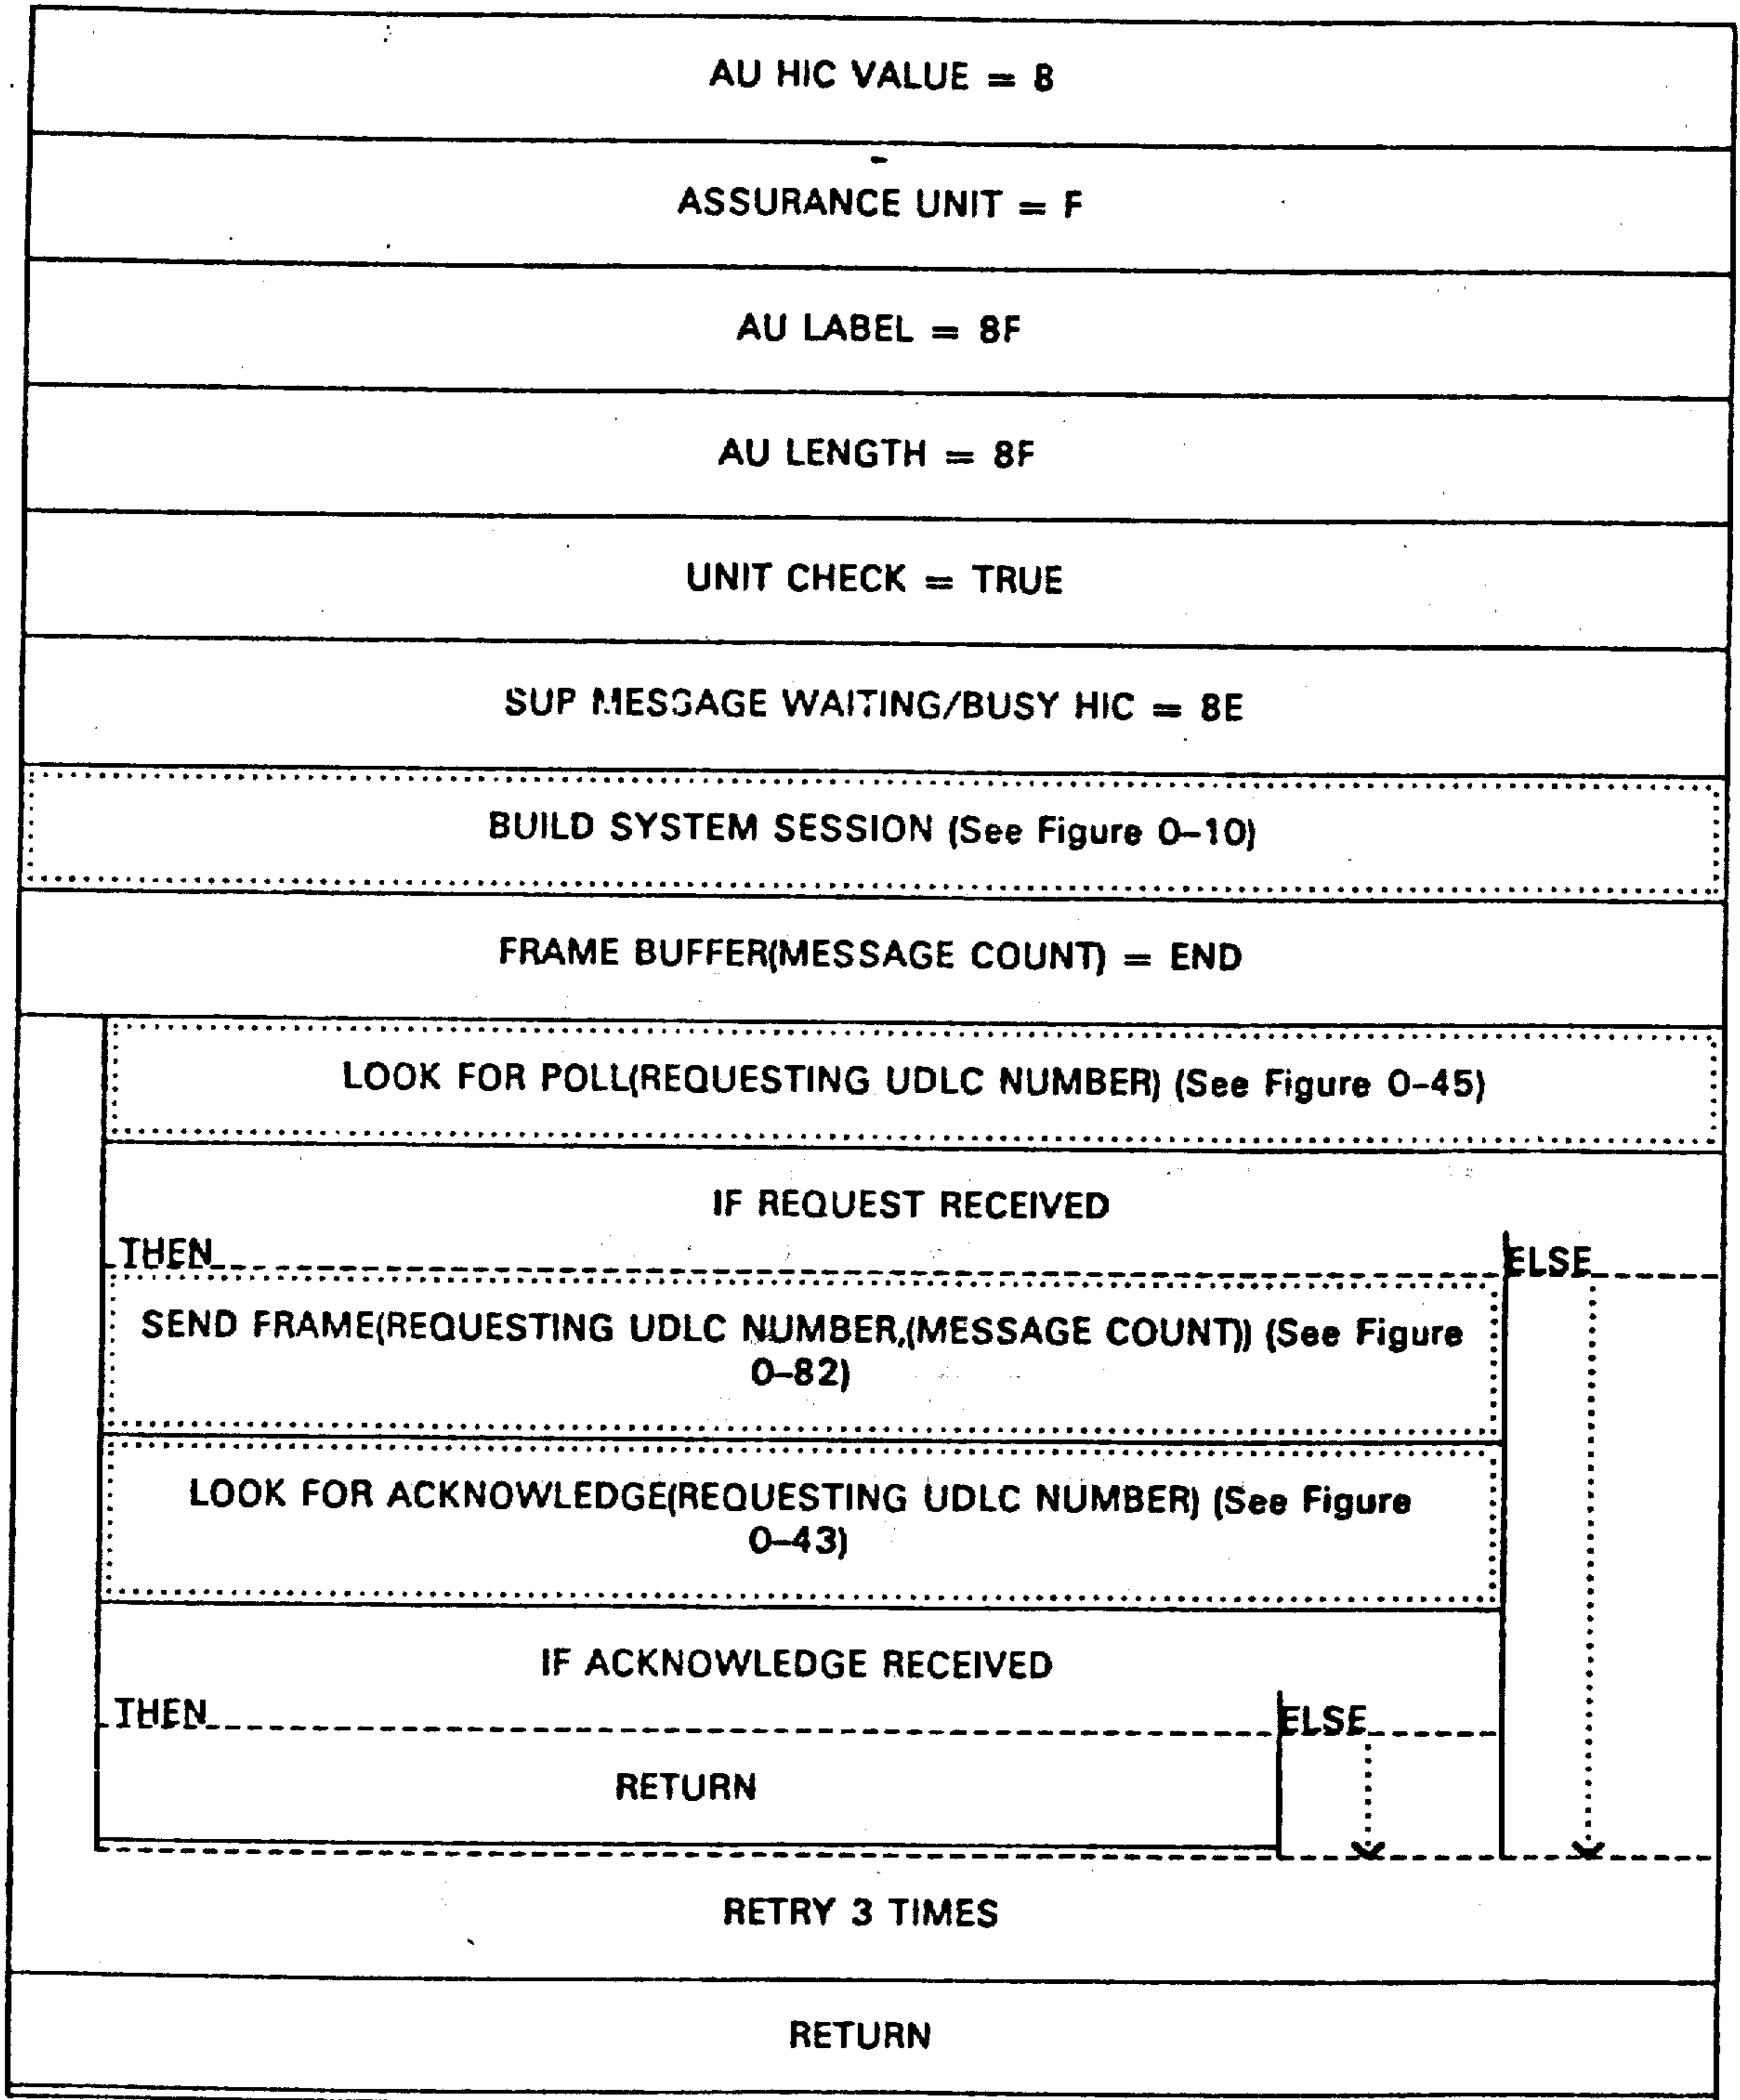 AU HIC VALUE = 8
ASSURANCE UNIT = F
AU LABEL = 8F
AU LENGTH = 8F
UNIT CHECK = TRUE
SUP MESSAGE WAITING/BUSY HIC = 8E
BUILD SYSTEM SESSION (See Figure 0–10)
FRAME BUFFER(MESSAGE COUNT) = END
LOOK FOR POLL(REQUESTING UDLC NUMBER) (See Figure 0–45)
IF REQUEST RECEIVED
THEN
ELSE
SEND FRAME(REQUESTING UDLC NUMBER,(MESSAGE COUNT)) (See Figure
0–82)
LOOK FOR ACKNOWLEDGE(REQUESTING UDLC NUMBER) (See Figure
0–43)
IF ACKNOWLEDGE RECEIVED
THEN
ELSE
RETURN
RETRY 3 TIMES
RETURN